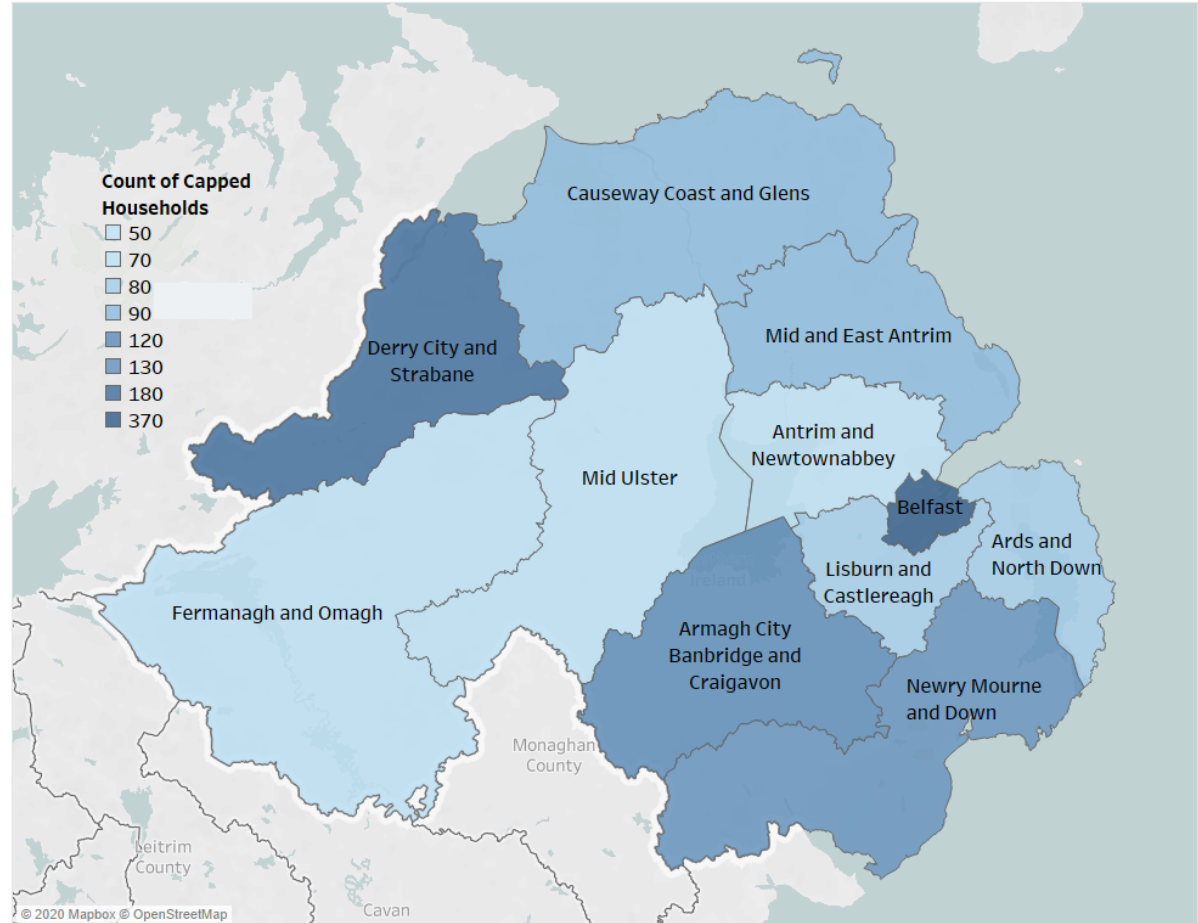 Count of Capped
Households
50
70
80
90
120
130
180
370
Causeway Coast and Glens
Mid and East Antrim
Derry City and
Strabane
Antrim and
Newtownabbey
Mid Ulster
Belfast
Ards and
North Down
Lisburn and
Castlereagh
Ireland
Fermanagh and Omagh
Armagh City
Banbridge and
Craigavon
Newry Mourne
and Down
Monaghan
County
Leitrim
County
Cavan
© 2020 Mapbox © OpenStreetMap